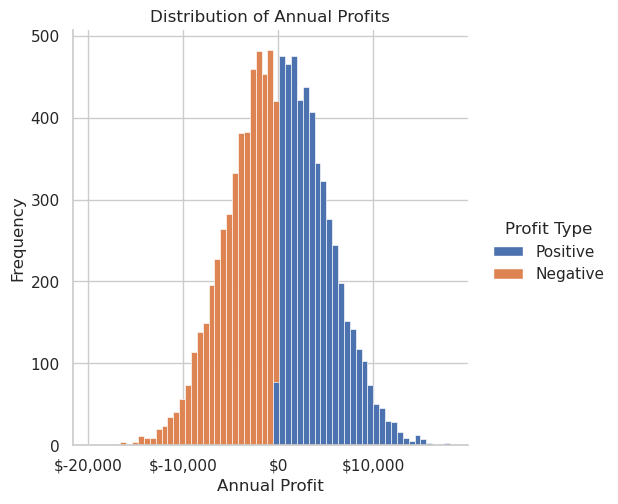 Distribution of Annual Profits
500
400
300
200
100
0
Frequency
$-20,000 $-10,000 $0 $10,000
Annual Profit
Profit Type
Positive
Negative